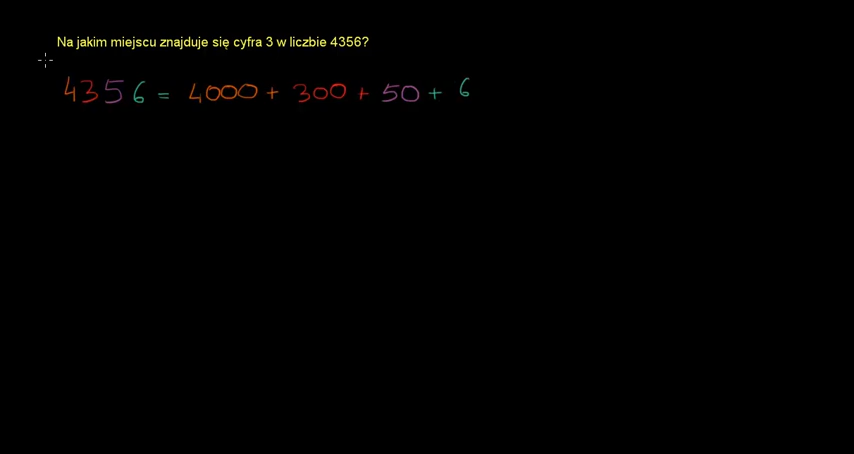 Na jakim miejscu znajduje się cyfra 3 w liczbie 4356?
4356 = 4000 + 300 + 50 + 6